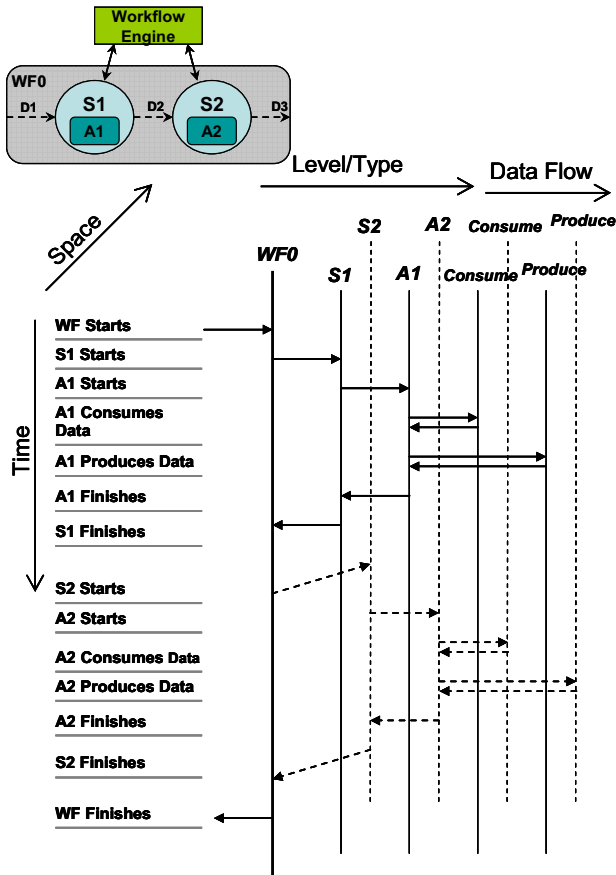 Workflow
Engine
WF0
D1
S1
A1
D2
S2
A2
D3
Level/Type
Data Flow
Space
S2
A2
Consume
Produce
WF0
S1
A1
Consume
Produce
Time
WF Starts
S1 Starts
A1 Starts
A1 Consumes
Data
A1 Produces Data
A1 Finishes
S1 Finishes
S2 Starts
A2 Starts
A2 Consumes Data
A2 Produces Data
A2 Finishes
S2 Finishes
WF Finishes